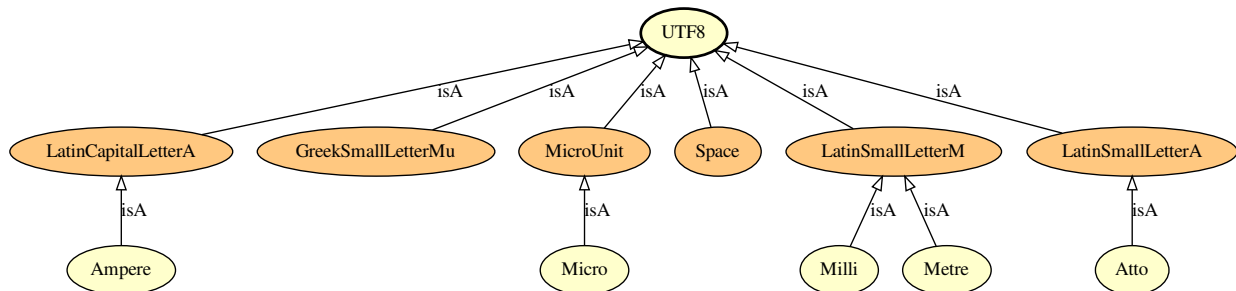 UTF8
isA isA isA isA isA isA
LatinCapitalLetterA GreekSmallLetterMu MicroUnit Space LatinSmallLetterM LatinSmallLetterA
isA isA isA isA isA
Ampere Micro Milli Metre Atto